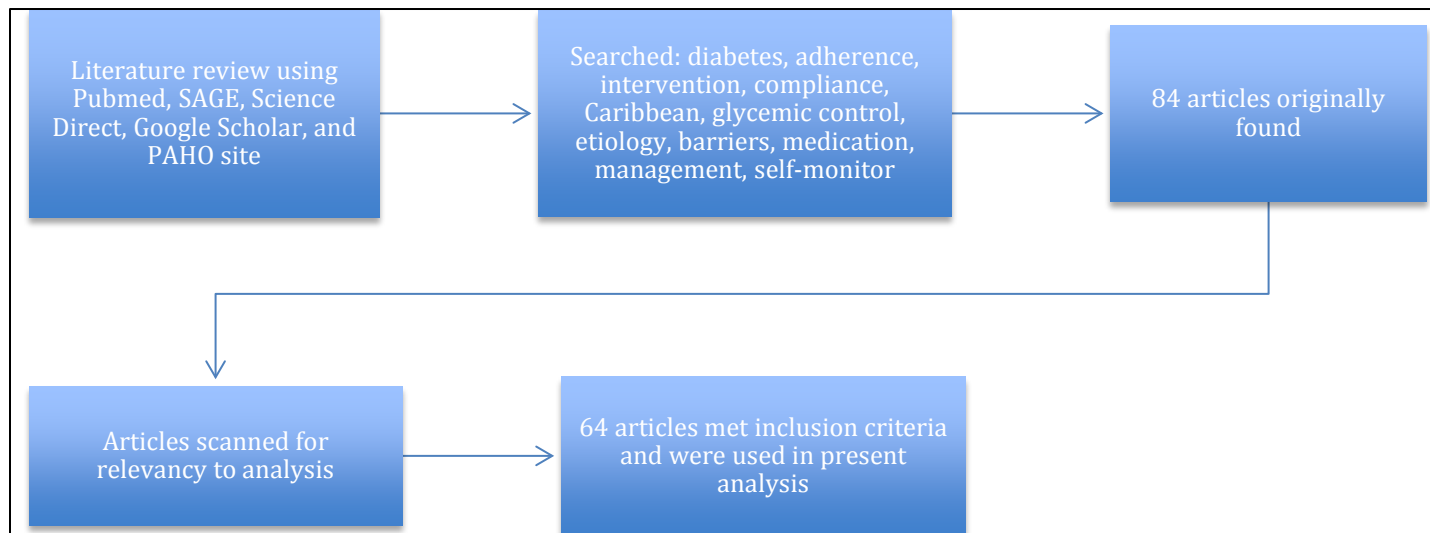 Literature review using
Pubmed, SAGE, Science
Direct, Google Scholar, and
PAHO site
Searched: diabetes, adherence,
intervention, compliance,
Caribbean, glycemic control,
etiology, barriers, medication,
management, self-monitor
84 articles originally
found
Articles scanned for
relevancy to analysis
64 articles met inclusion criteria
and were used in present
analysis